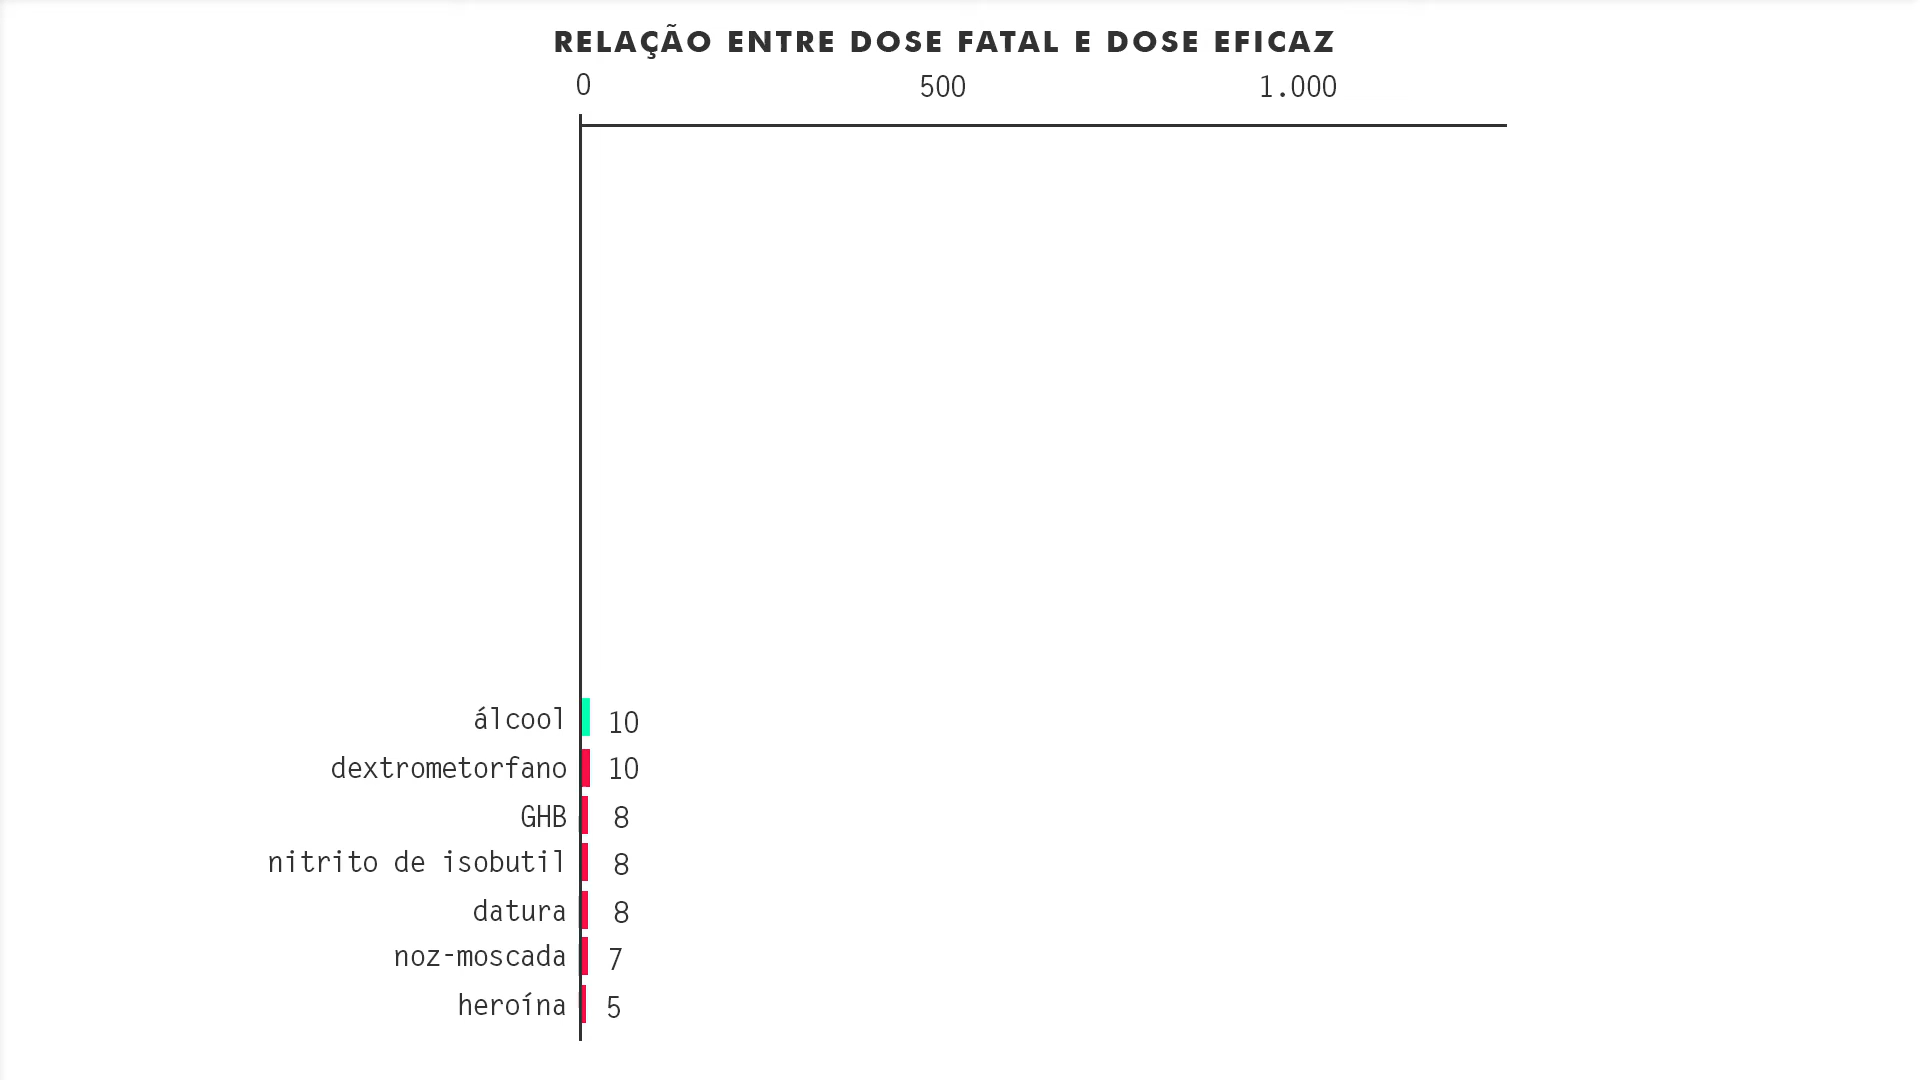 RELAÇÃO ENTRE DOSE FATAL E DOSE EFICAZ
0 500 1.000
álcool 10
dextrometorfano 10
GHB 8
nitrito de isobutil 8
datura 8
noz-moscada 7
heroína 5